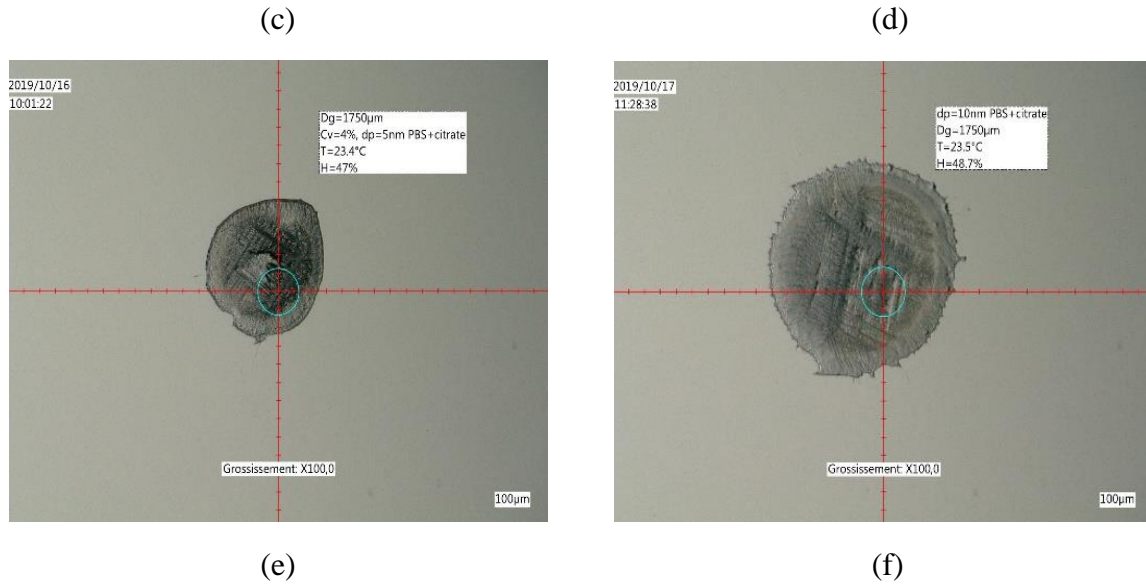 (c)
(d)
2019/10/16
10:01:22
Dg=1750µm
Cv=4%, dp=5nm PBS+citrate
T=23.4°C
H=47%
Grossissement: X100,0
100µm
2019/10/17
11:28:38
dp=10nm PBS+citrate
Dg=1750µm
T=23.5°C
H=48.7%
Grossissement: X100,0
100µm
(e)
(f)